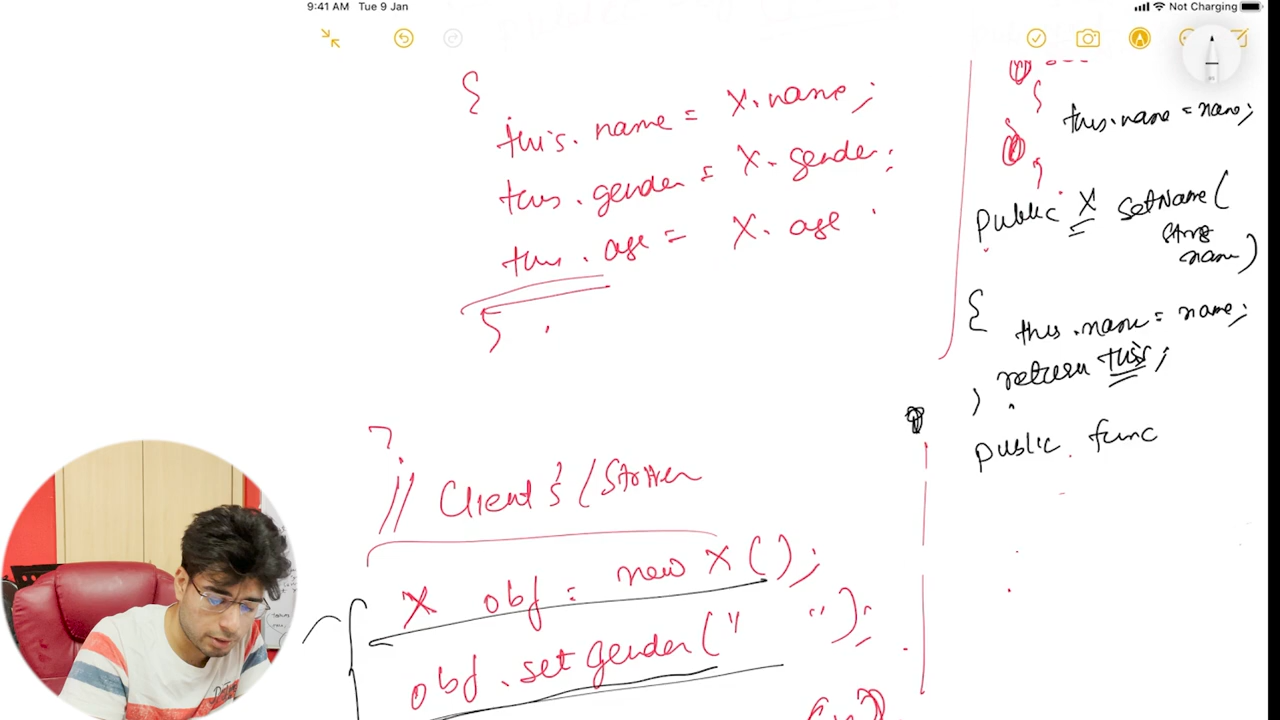 9:41 AM Tue 9 Jan
Not Charging
{
this.name = X.name;
this.gender = X.gender;
this.age = X.age
}
{
this.name = name;
}
public X setName(
string
name)
{
this.name = name;
return this;
}
public func
}
// Client's /
X obj = new X();
obj.setgender(" ");